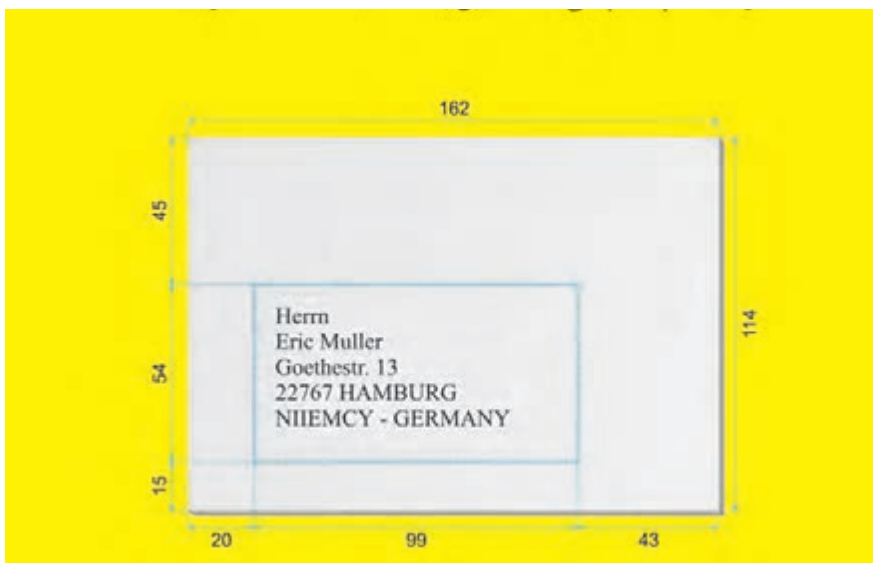 162
45
Herrn
Eric Muller
Goethestr. 13
22767 HAMBURG
NIIEMCY - GERMANY
54
114
15
20 99 43